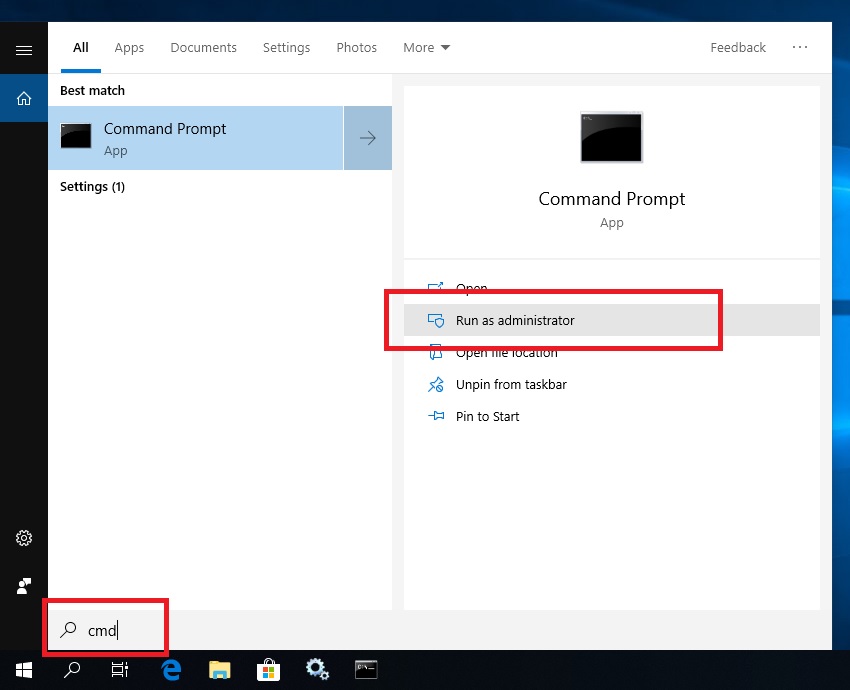 All Apps Documents Settings Photos More Feedback ...
Best match
Command Prompt
App
Settings (1)
Command Prompt
App
Open
Run as administrator
Open file location
Unpin from taskbar
Pin to Start
cmd